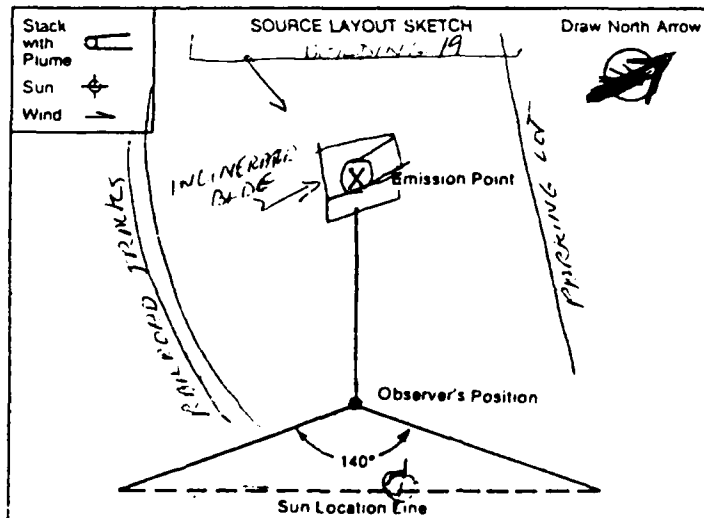 Stack with Plume
Sun
Wind
SOURCE LAYOUT SKETCH
Draw North Arrow
BUILDING 19
INCINERATOR
X
Emission Point
RAILROAD TRACKS
PARKING LOT
Observer's Position
140°
Sun Location Line